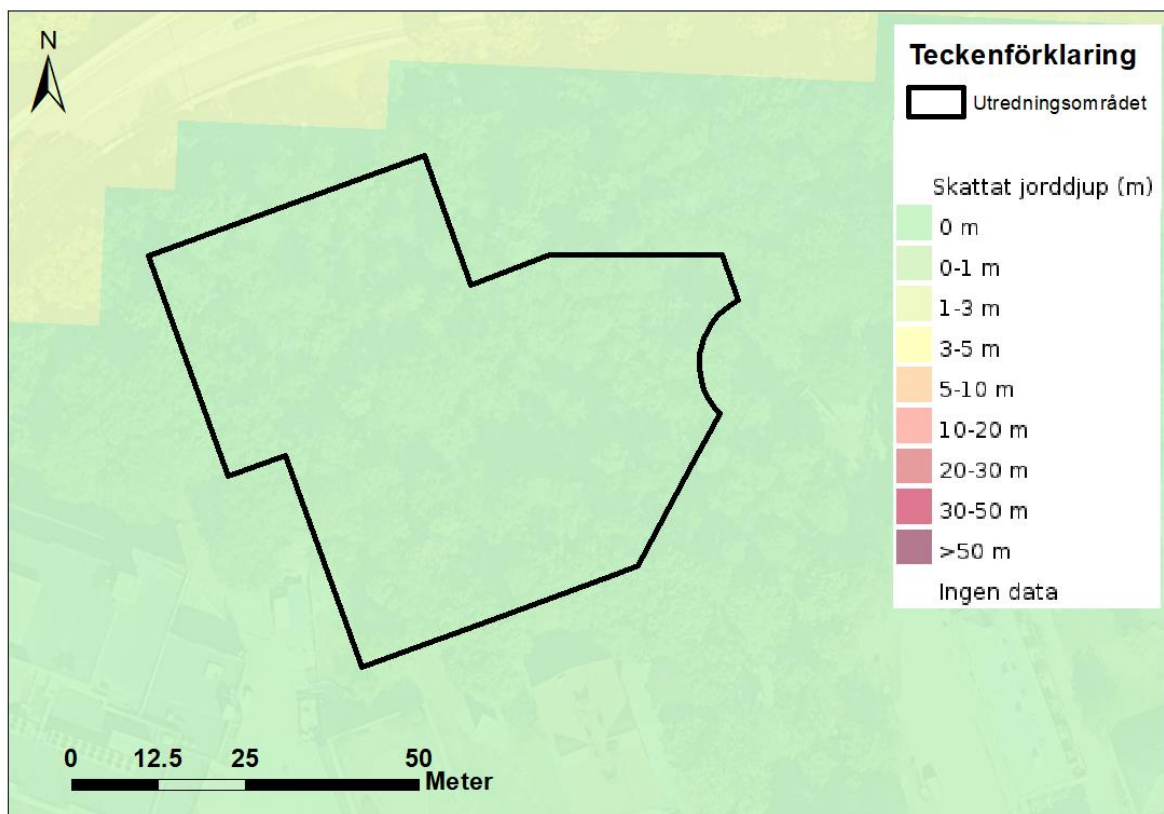 N
Teckenförklaring
Utredningsområdet
Skattat jorddjup (m)
0 m
0-1 m
1-3 m
3-5 m
5-10 m
10-20 m
20-30 m
30-50 m
>50 m
Ingen data
0 12.5 25 50
Meter